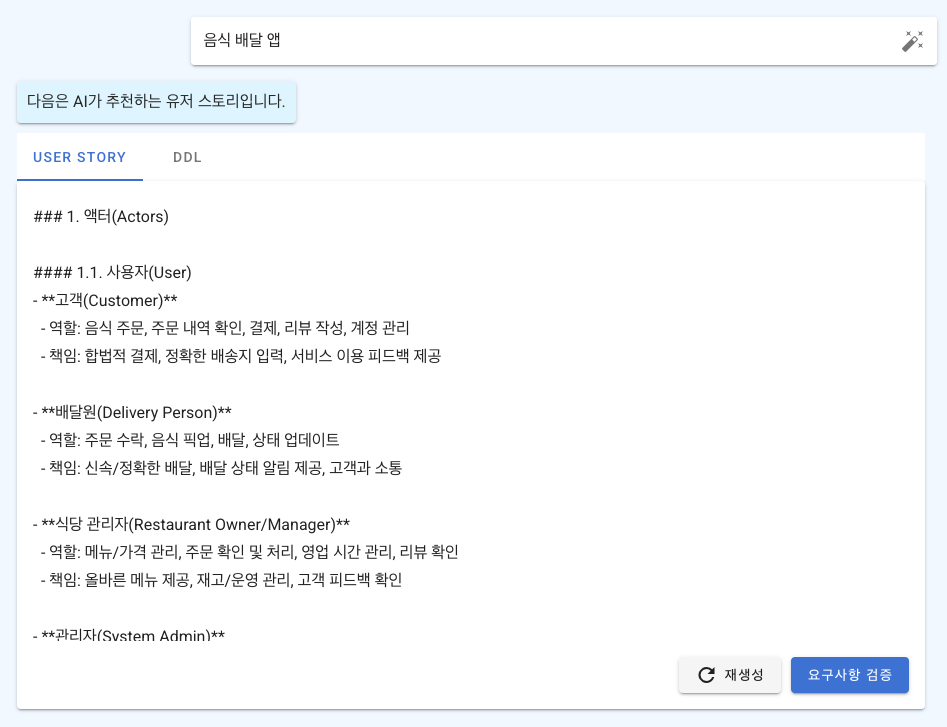 음식 배달 앱
다음은 AI가 추천하는 유저 스토리입니다.
USER STORY DDL
### 1. 액터(Actors)
#### 1.1. 사용자(User)
- **고객(Customer)**
- 역할: 음식 주문, 주문 내역 확인, 결제, 리뷰 작성, 계정 관리
- 책임: 합법적 결제, 정확한 배송지 입력, 서비스 이용 피드백 제공
- **배달원(Delivery Person)**
- 역할: 주문 수락, 음식 픽업, 배달, 상태 업데이트
- 책임: 신속/정확한 배달, 배달 상태 알림 제공, 고객과 소통
- **식당 관리자(Restaurant Owner/Manager)**
- 역할: 메뉴/가격 관리, 주문 확인 및 처리, 영업 시간 관리, 리뷰 확인
- 책임: 올바른 메뉴 제공, 재고/운영 관리, 고객 피드백 확인
- **관리자(System Admin)**
재생성 요구사항 검증